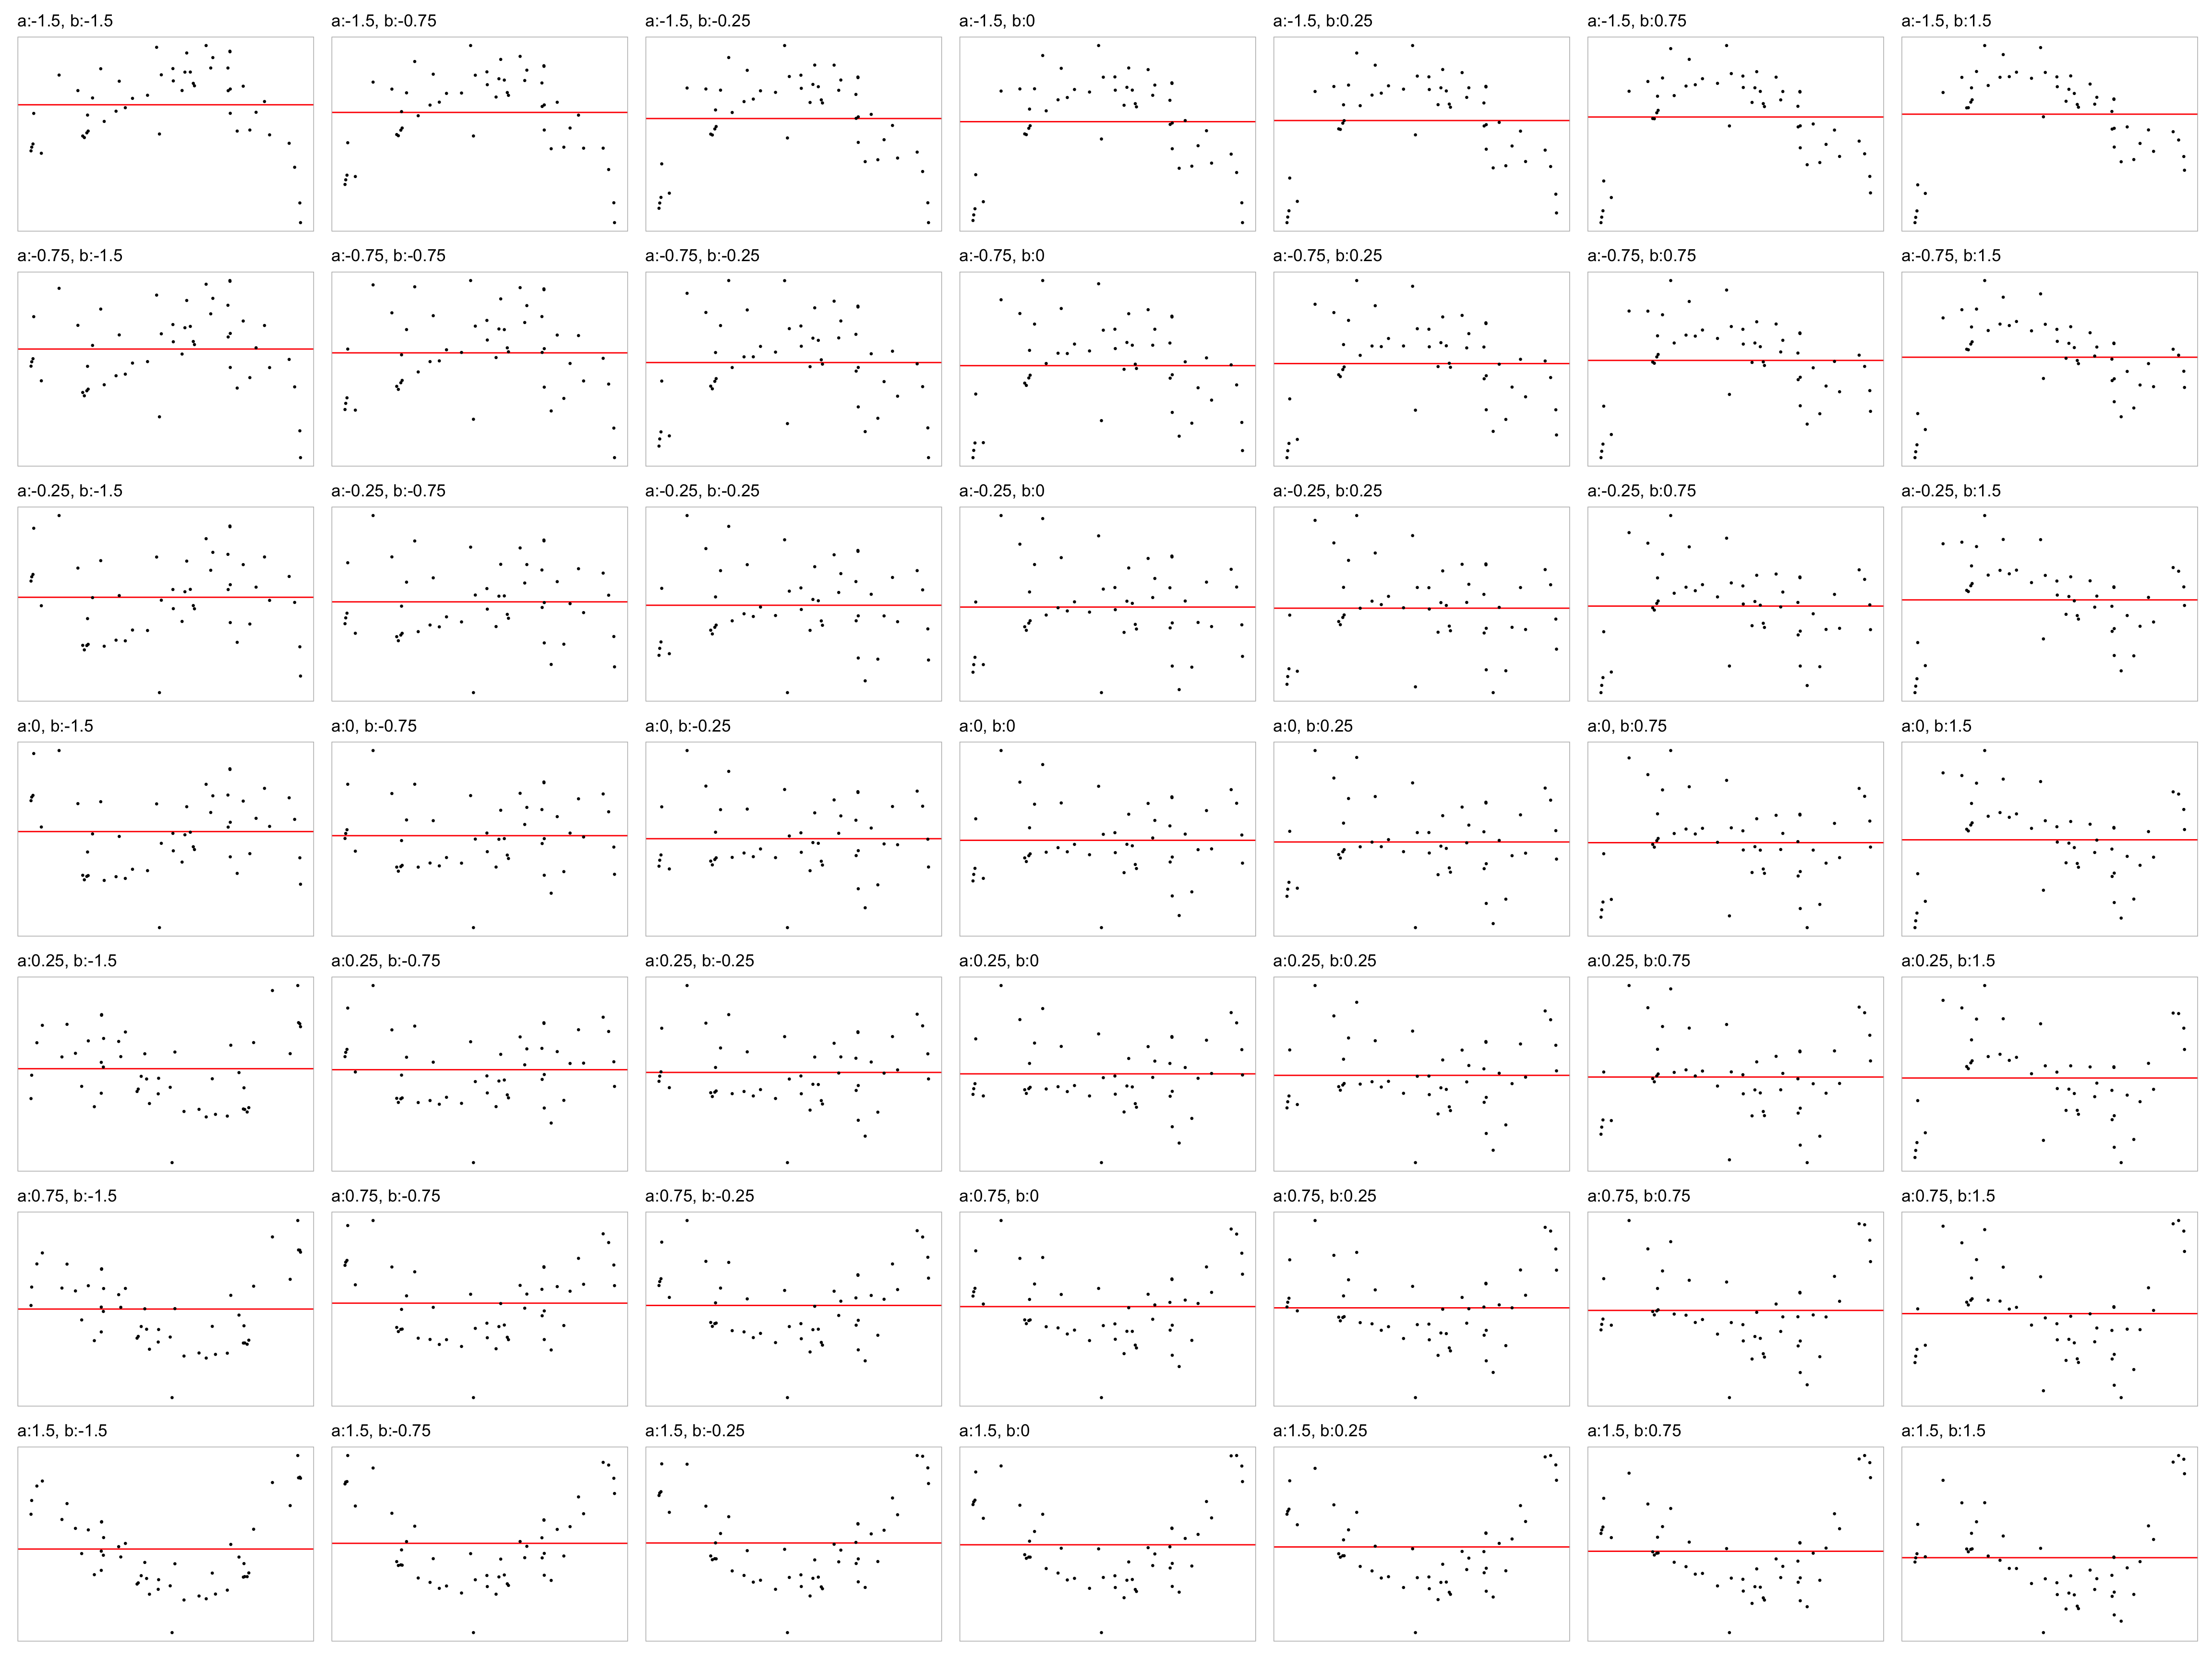 a:-1.5, b:-1.5
a:-1.5, b:-0.75
a:-1.5, b:-0.25
a:-1.5, b:0
a:-1.5, b:0.25
a:-1.5, b:0.75
a:-1.5, b:1.5
a:-0.75, b:-1.5
a:-0.75, b:-0.75
a:-0.75, b:-0.25
a:-0.75, b:0
a:-0.75, b:0.25
a:-0.75, b:0.75
a:-0.75, b:1.5
a:-0.25, b:-1.5
a:-0.25, b:-0.75
a:-0.25, b:-0.25
a:-0.25, b:0
a:-0.25, b:0.25
a:-0.25, b:0.75
a:-0.25, b:1.5
a:0, b:-1.5
a:0, b:-0.75
a:0, b:-0.25
a:0, b:0
a:0, b:0.25
a:0, b:0.75
a:0, b:1.5
a:0.25, b:-1.5
a:0.25, b:-0.75
a:0.25, b:-0.25
a:0.25, b:0
a:0.25, b:0.25
a:0.25, b:0.75
a:0.25, b:1.5
a:0.75, b:-1.5
a:0.75, b:-0.75
a:0.75, b:-0.25
a:0.75, b:0
a:0.75, b:0.25
a:0.75, b:0.75
a:0.75, b:1.5
a:1.5, b:-1.5
a:1.5, b:-0.75
a:1.5, b:-0.25
a:1.5, b:0
a:1.5, b:0.25
a:1.5, b:0.75
a:1.5, b:1.5